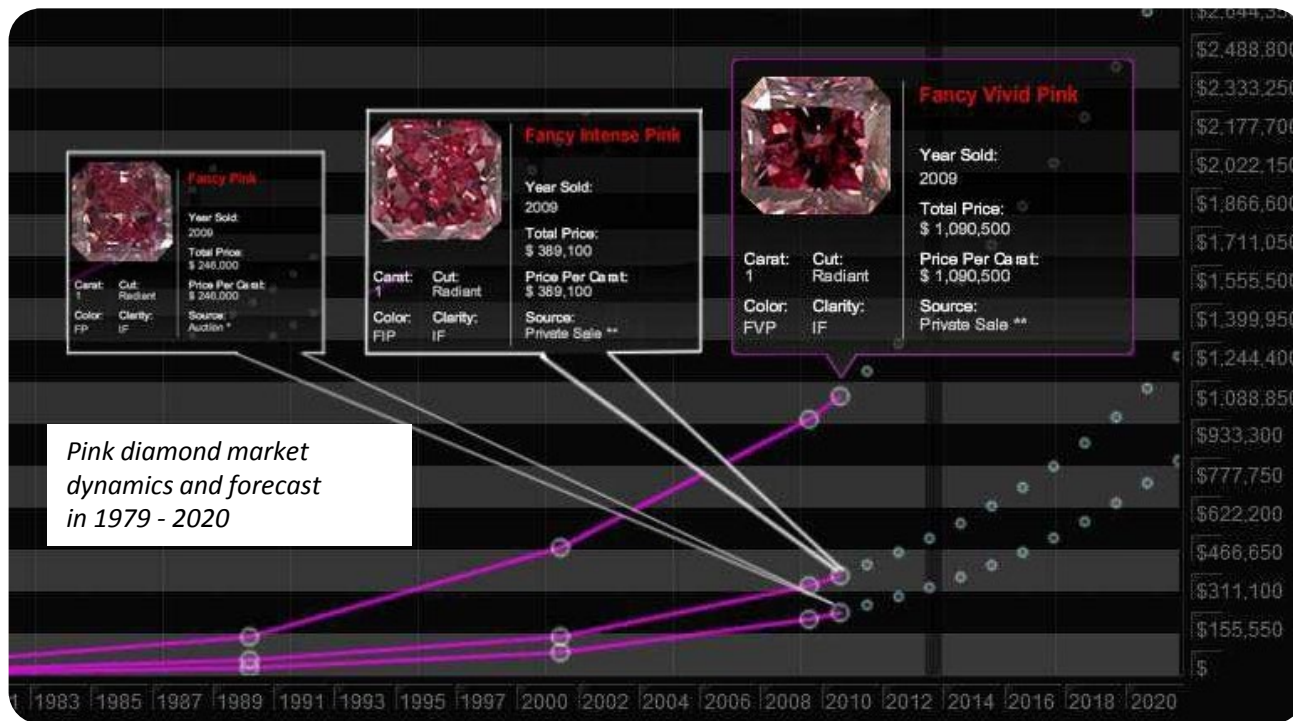 Fancy Pink
Year Sold:
2009
Total Price:
$ 246,000
Carat: Cut: Price Per Carat:
1 Radiant $ 246,000
Color: Clarity: Source:
FP IF Auction *
Fancy Intense Pink
Year Sold:
2009
Total Price:
$ 389,100
Carat: Cut: Price Per Carat:
1 Radiant $ 389,100
Color: Clarity: Source:
FIP IF Private Sale **
Fancy Vivid Pink
Year Sold:
2009
Total Price:
$ 1,090,500
Carat: Cut: Price Per Carat:
1 Radiant $ 1,090,500
Color: Clarity: Source:
FVP IF Private Sale **
Pink diamond market
dynamics and forecast
in 1979 - 2020
$2,488,800
$2,333,250
$2,177,700
$2,022,150
$1,866,600
$1,711,050
$1,555,500
$1,399,950
$1,244,400
$1,088,850
$933,300
$777,750
$622,200
$466,650
$311,100
$155,550
$
1983 1985 1987 1989 1991 1993 1995 1997 2000 2002 2004 2006 2008 2010 2012 2014 2016 2018 2020